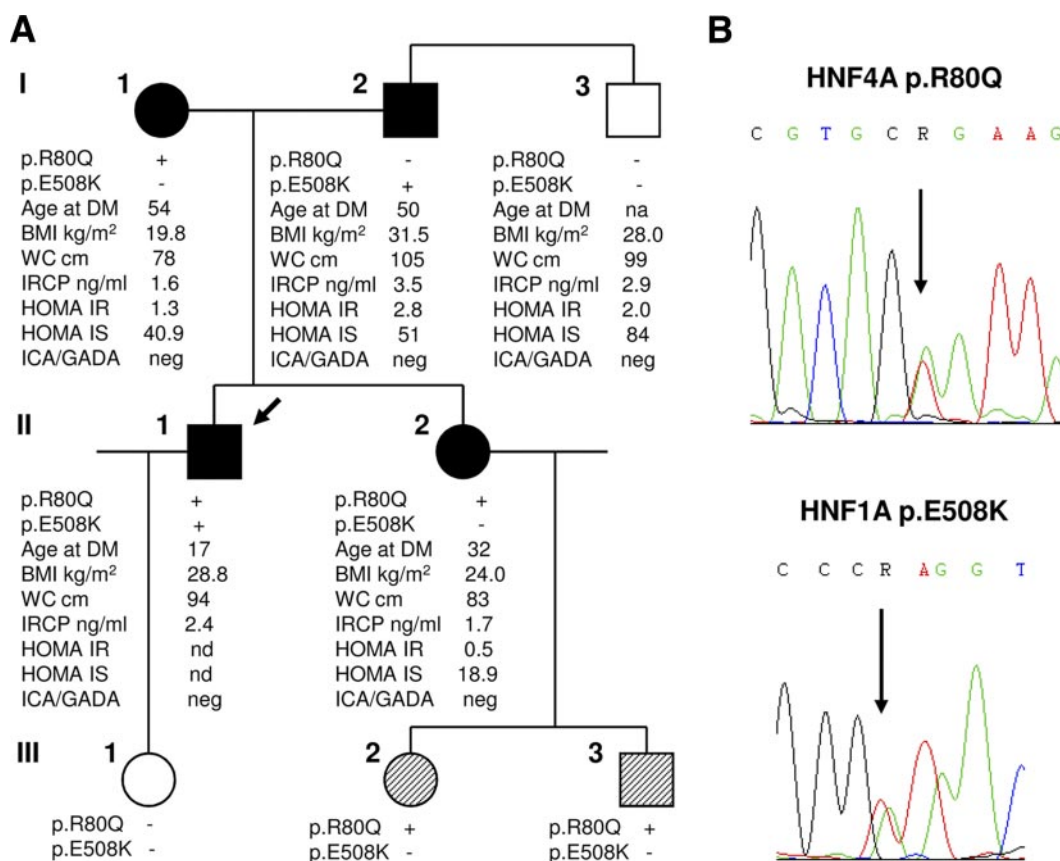 A
B
I
1
2
3
HNF4A p.R80Q
C G T G C R G A A G
p.R80Q + p.R80Q - p.R80Q -
p.E508K - p.E508K + p.E508K -
Age at DM 54 Age at DM 50 Age at DM na
BMI kg/m² 19.8 BMI kg/m² 31.5 BMI kg/m² 28.0
WC cm 78 WC cm 105 WC cm 99
IRCP ng/ml 1.6 IRCP ng/ml 3.5 IRCP ng/ml 2.9
HOMA IR 1.3 HOMA IR 2.8 HOMA IR 2.0
HOMA IS 40.9 HOMA IS 51 HOMA IS 84
ICA/GADA neg ICA/GADA neg ICA/GADA neg
II
1
2
p.R80Q + p.R80Q +
p.E508K + p.E508K -
Age at DM 17 Age at DM 32
BMI kg/m² 28.8 BMI kg/m² 24.0
WC cm 94 WC cm 83
IRCP ng/ml 2.4 IRCP ng/ml 1.7
HOMA IR nd HOMA IR 0.5
HOMA IS nd HOMA IS 18.9
ICA/GADA neg ICA/GADA neg
HNF1A p.E508K
C C C R A G G T
III
1
2
3
p.R80Q - p.R80Q + p.R80Q +
p.E508K - p.E508K - p.E508K -